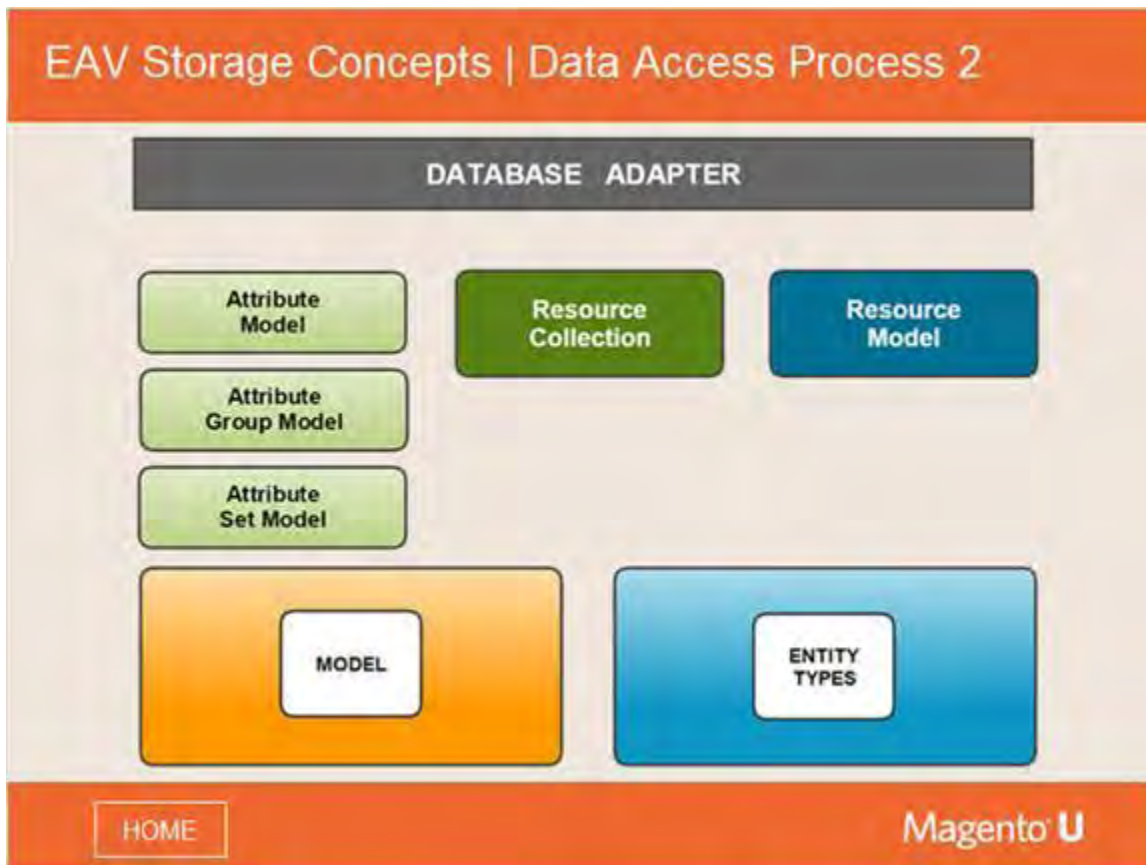 EAV Storage Concepts | Data Access Process 2
DATABASE ADAPTER
Attribute
Model
Resource
Collection
Resource
Model
Attribute
Group Model
Attribute
Set Model
MODEL
ENTITY
TYPES
HOME
Magento U